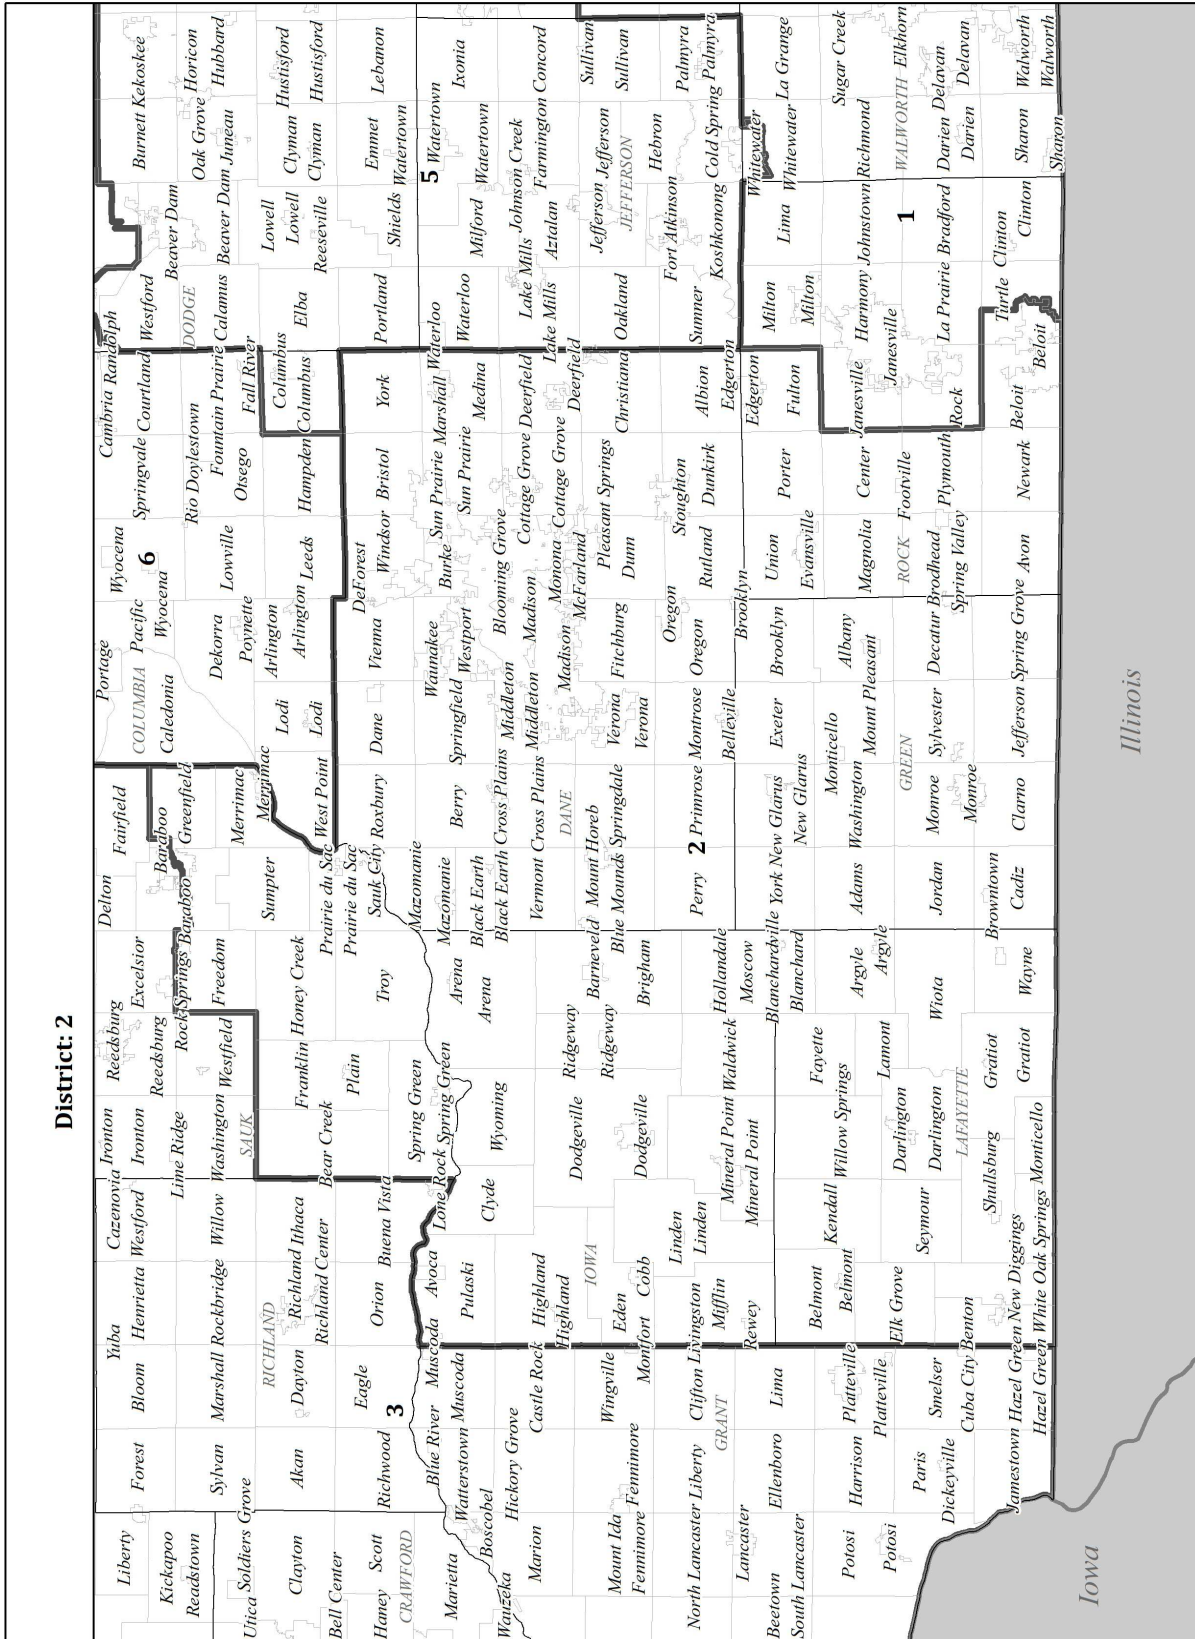 District: 2
Liberty
Forest
Bloom
Yuba
Henrietta
Cazenovia
Westford
Ironton
Ironton
Reedsburg
Reedsburg
Excelsior
Delton
Fairfield
Portage
COLUMBIA
Pacific
Wyocena
Wyocena
6
Cambria
Randolph
Springvale
Courtland
Westford
Beaver Dam
Burnett
Kekoskee
Kickapoo
Readstown
Sylvan
Marshall
Rockbridge
Willow
Lime Ridge
Washington
Westfield
SAUK
Rock Springs
Freedom
Baraboo
Baraboo
Greenfield
Caledonia
Dekorra
Poynette
Lowville
Rio
Doylestown
Otsego
Fountain Prairie
Fall River
DODGE
Calamus
Beaver Dam
Oak Grove
Juneau
Horicon
Hubbard
Utica
Soldiers Grove
Clayton
Akan
RICHLAND
Dayton
Richland
Richland Center
Ithaca
Bear Creek
Franklin
Honey Creek
Sumpter
Merrimac
Merrimac
Lodi
Lodi
Arlington
Arlington
Leeds
Hampden
Columbus
Columbus
Elba
Lowell
Lowell
Reeseville
Clyman
Clyman
Hustisford
Hustisford
Bell Center
Haney
Scott
CRAWFORD
Richwood
Eagle
3
Orion
Buena Vista
Plain
Spring Green
Spring Green
Lone Rock
Troy
Prairie du Sac
Prairie du Sac
Sauk City
West Point
Roxbury
Dane
Vienna
DeForest
Windsor
Bristol
York
Portland
Shields
Emmet
Watertown
Lebanon
Marietta
Boscobel
Wauzeka
Blue River
Watterstown
Muscoda
Muscoda
Avoca
Pulaski
Clyde
Wyoming
Arena
Arena
Mazomanie
Mazomanie
Black Earth
Black Earth
Berry
Cross Plains
Springfield
Waunakee
Westport
Middleton
Burke
Sun Prairie
Sun Prairie
Marshall
Medina
Waterloo
Waterloo
Milford
5
Watertown
Watertown
Ixonia
Marion
Hickory Grove
Castle Rock
Highland
Highland
IOWA
Dodgeville
Ridgeway
Ridgeway
Barneveld
Vermont
Cross Plains
DANE
Mount Horeb
Middleton
Madison
Madison
Blooming Grove
Monona
McFarland
Cottage Grove
Cottage Grove
Deerfield
Deerfield
Lake Mills
Lake Mills
Johnson Creek
Aztalan
Farmington
Concord
Mount Ida
Fennimore
Fennimore
Wingville
Montfort
Eden
Cobb
Dodgeville
Brigham
Blue Mounds
Springdale
Verona
Verona
Fitchburg
Dunn
Pleasant Springs
Christiana
Oakland
Jefferson
Jefferson
JEFFERSON
Sullivan
Sullivan
North Lancaster
Liberty
Clifton
GRANT
Livingston
Mifflin
Rewey
Linden
Linden
Mineral Point
Mineral Point
Waldwick
Hollandale
Moscow
Perry
2
Primrose
Montrose
Belleville
Oregon
Oregon
Rutland
Brooklyn
Stoughton
Dunkirk
Albion
Edgerton
Sumner
Fort Atkinson
Koshkonong
Hebron
Cold Spring
Palmyra
Palmyra
Lancaster
Beetown
South Lancaster
Ellenboro
Lima
Belmont
Belmont
Kendall
Willow Springs
Fayette
Blanchardville
Blanchard
York
New Glarus
New Glarus
Exeter
Brooklyn
Union
Evansville
Porter
Edgerton
Fulton
Milton
Milton
Lima
Whitewater
Whitewater
La Grange
Potosi
Potosi
Harrison
Platteville
Platteville
Elk Grove
Seymour
Darlington
Darlington
Lamont
Argyle
Argyle
Adams
Washington
Monticello
GREEN
Mount Pleasant
Albany
Magnolia
ROCK
Footville
Center
Janesville
Janesville
Harmony
Johnstown
1
Richmond
WALWORTH
Sugar Creek
Elkhorn
Paris
Dickeyville
Smelser
Cuba City
Benton
Shullsburg
LAFAYETTE
Wiota
Jordan
Browntown
Monroe
Monroe
Sylvester
Decatur
Brodhead
Spring Valley
Plymouth
Rock
La Prairie
Bradford
Darien
Darien
Delavan
Delavan
Jamestown
Hazel Green
Hazel Green
New Diggings
White Oak Springs
Monticello
Gratiot
Gratiot
Wayne
Cadiz
Clarno
Jefferson
Spring Grove
Avon
Newark
Beloit
Beloit
Turtle
Clinton
Clinton
Sharon
Sharon
Walworth
Walworth
Iowa
Illinois